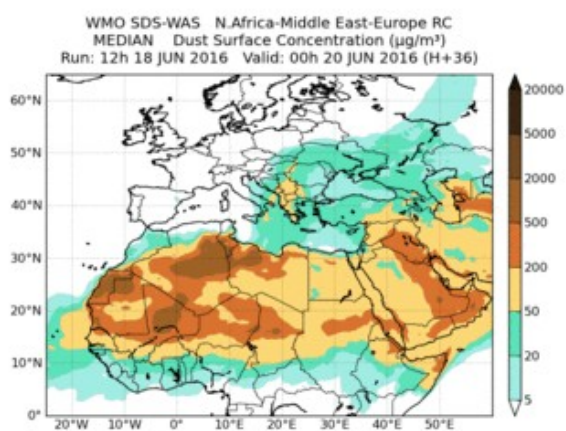 WMO SDS-WAS N.Africa-Middle East-Europe RC
MEDIAN Dust Surface Concentration (µg/m³)
Run: 12h 18 JUN 2016 Valid: 00h 20 JUN 2016 (H+36)
60°N
50°N
40°N
30°N
20°N
10°N
0°
20°W
10°W
0°
10°E
20°E
30°E
40°E
50°E
20000
5000
2000
500
200
50
20
5